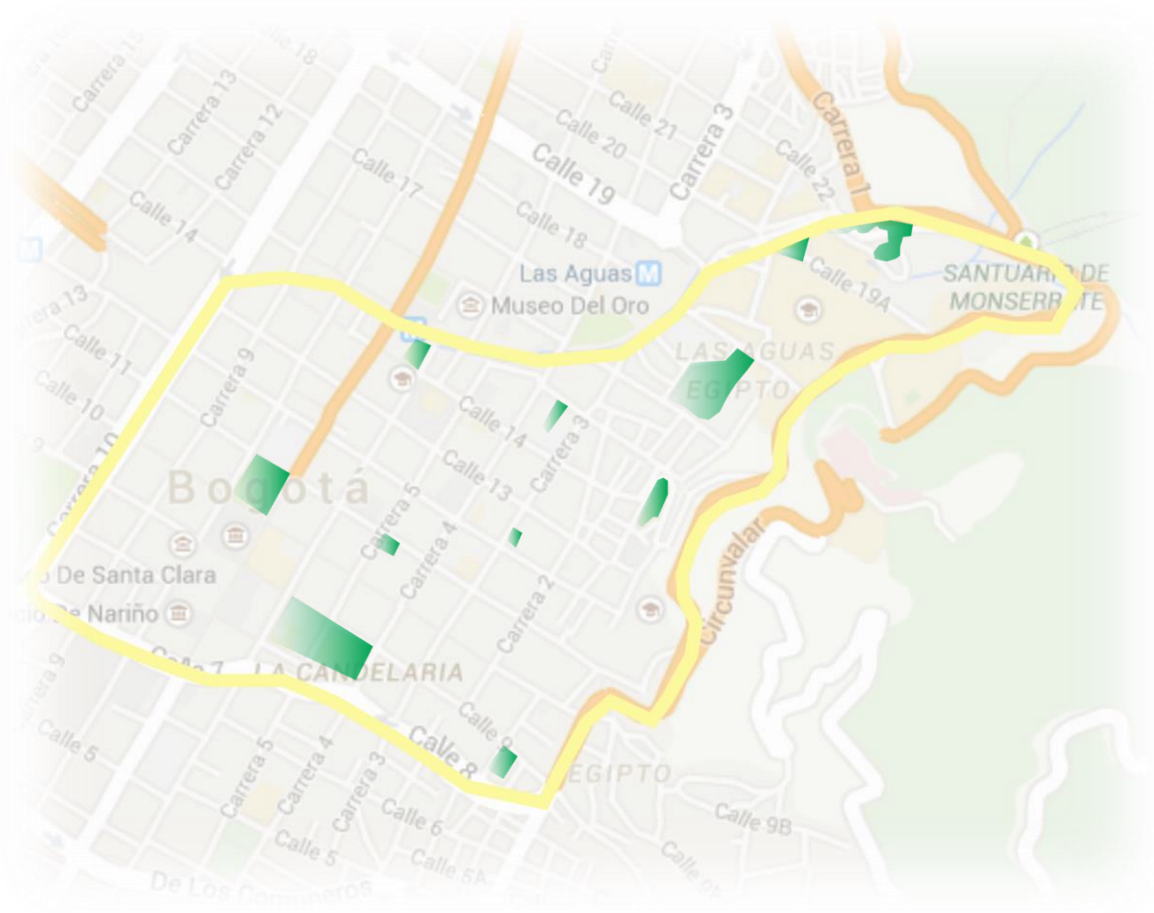 Calle 18
Carrera 15
Carrera 13
Carrera 12
Calle 14
Calle 17
Calle 19
Calle 18
Calle 21
Calle 20
Carrera 3
Calle 22
Carrera 1
Las Aguas M
Museo Del Oro
Calle 19A
SANTUARIO DE
MONSERRATE
LAS AGUAS
EGIPTO
Calle 11
Calle 10
Carrera 9
Carrera 10
Calle 14
Calle 13
Carrera 3
Bogotá
Carrera 5
Carrera 4
Carrera 2
De Santa Clara
De Nariño
Calle 7
LA CANDELARIA
Circunvalar
Carrera 9
Calle 5
Carrera 5
Carrera 4
Carrera 3
Calle 8
Calle 9
EGIPTO
Calle 6
Calle 5
Calle 5A
Calle 9B
De Los Comuneros